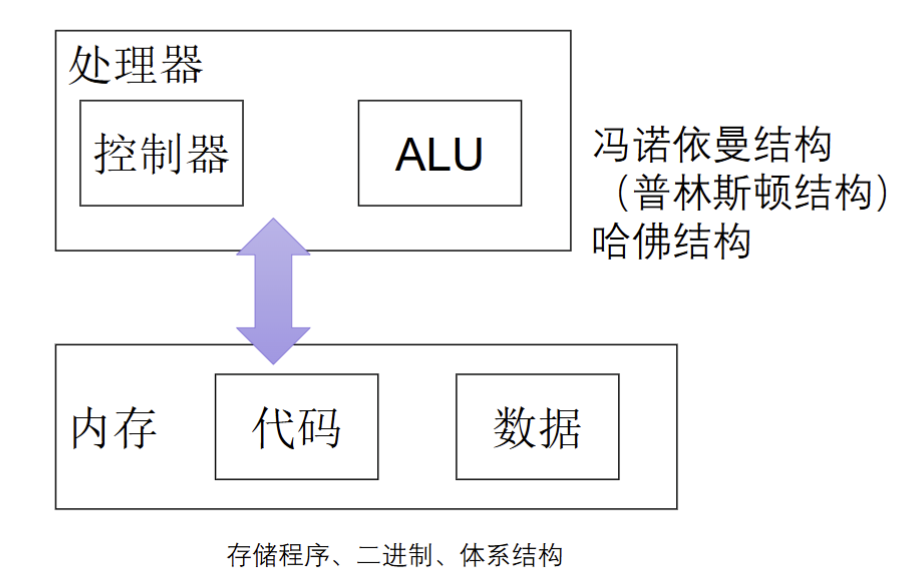 处理器
控制器
ALU
冯诺依曼结构
（普林斯顿结构）
哈佛结构
内存
代码
数据
存储程序、二进制、体系结构